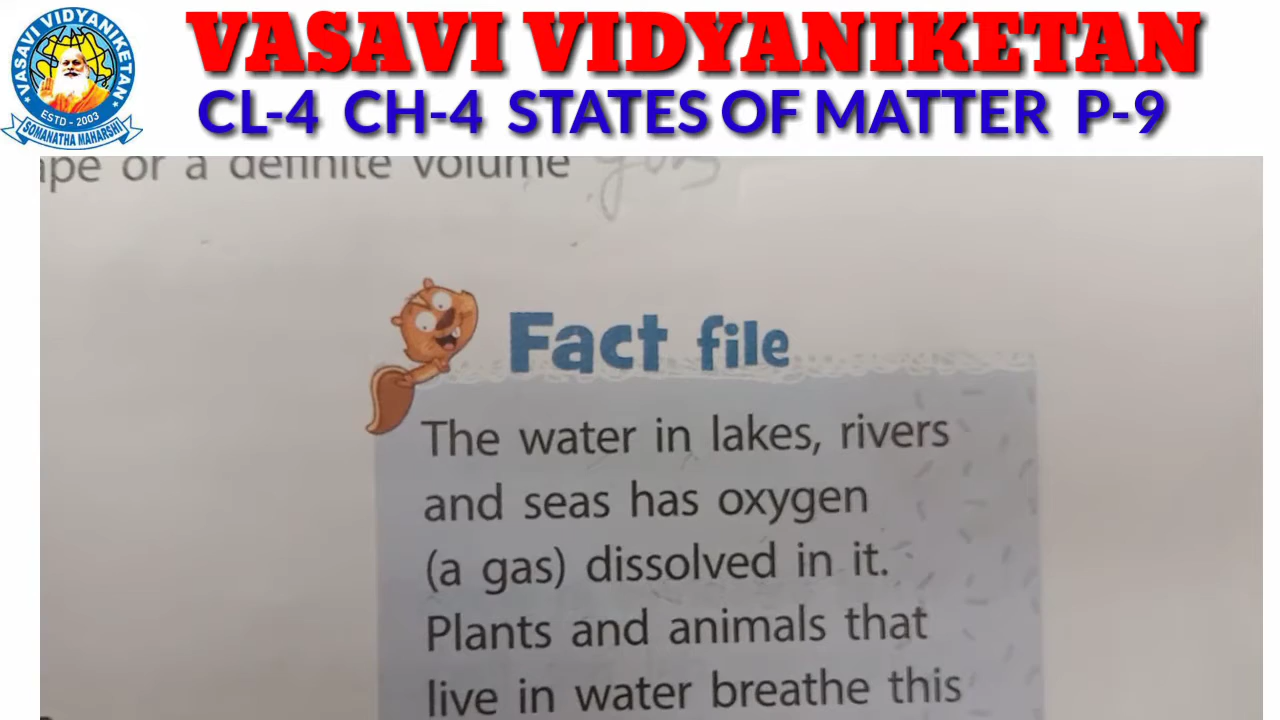 VASAVI VIDYANIKETAN
CL-4 CH-4 STATES OF MATTER P-9
VASAVI VIDYANIKETAN
ESTD - 2003
SOMANATHA MAHARSHI
ape or a definite volume gas
Fact file
The water in lakes, rivers
and seas has oxygen
(a gas) dissolved in it.
Plants and animals that
live in water breathe this